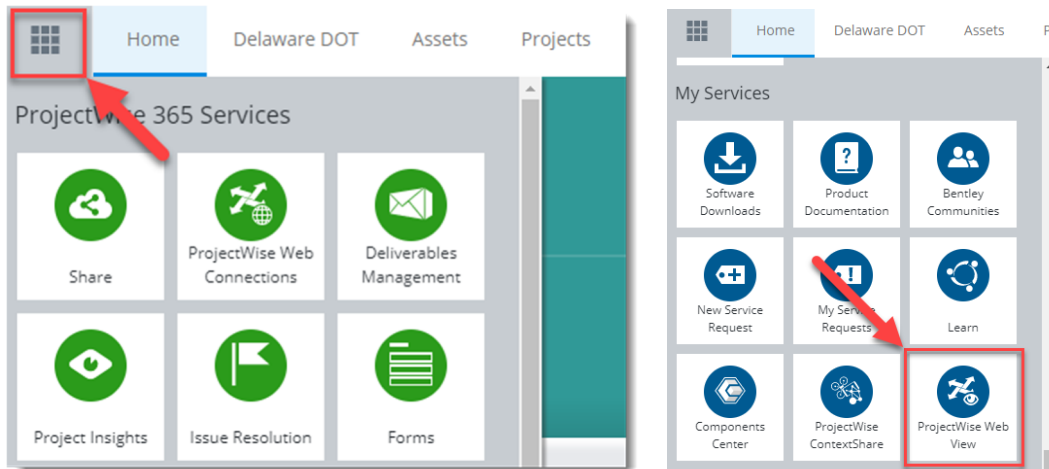 Home Delaware DOT Assets Projects
ProjectWise 365 Services
Share
ProjectWise Web
Connections
Deliverables
Management
Project Insights
Issue Resolution
Forms
Home Delaware DOT Assets P
My Services
Software
Downloads
Product
Documentation
Bentley
Communities
New Service
Request
My Service
Requests
Learn
Components
Center
ProjectWise
ContextShare
ProjectWise Web
View